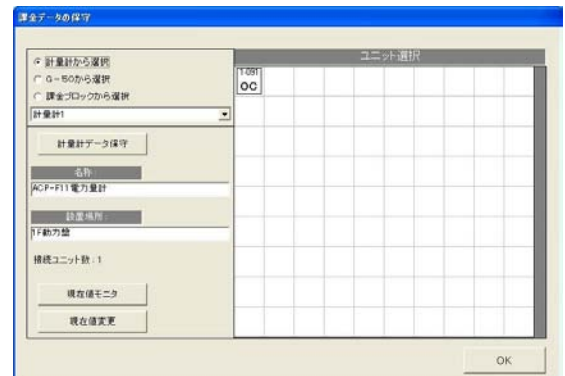 課金データの保守
計量計から選択
G-50から選択
課金ブロックから選択
計量計1
計量計データ保守
名称:
ACP-F11電力量計
設置場所:
1F動力盤
接続ユニット数:1
現在値モニタ
現在値変更
ユニット選択
1-091
OC
OK